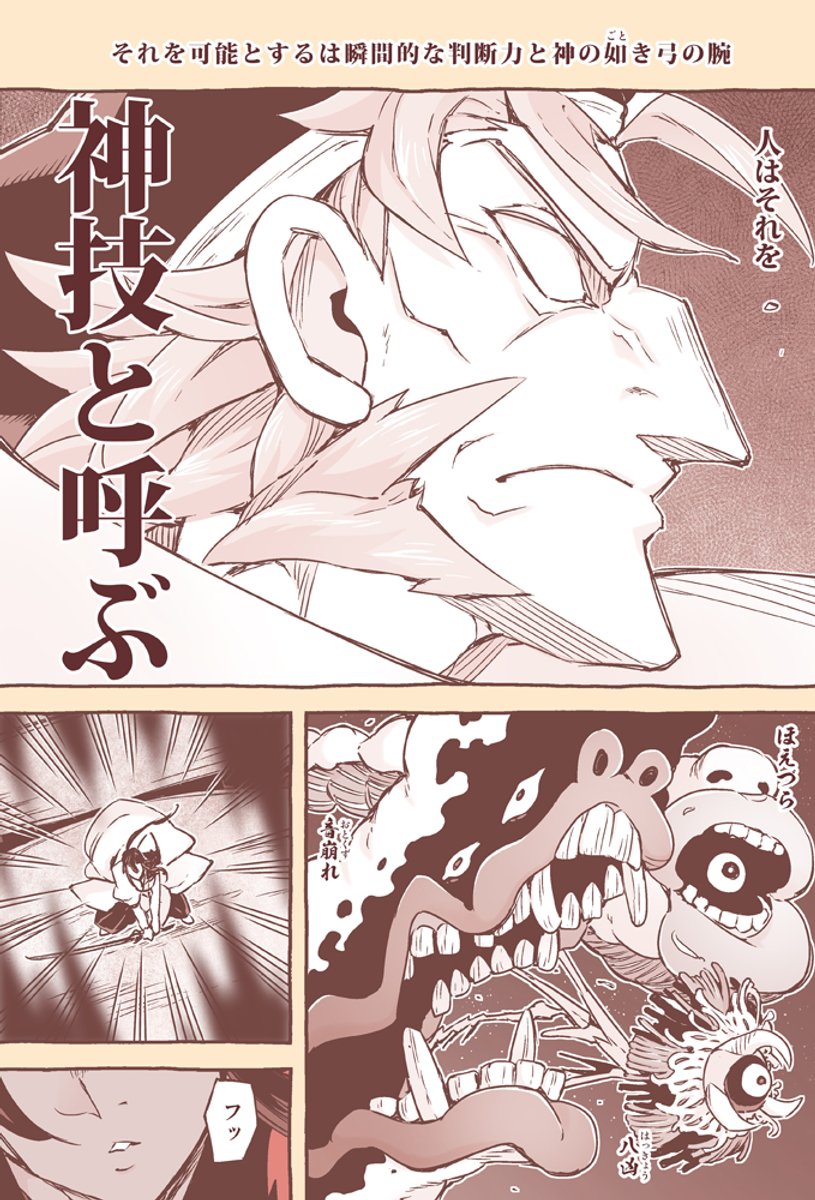 それを可能とするは瞬間的な判断力と神の如き弓の腕
人はそれを
神技と呼ぶ
ほえづら
音崩れ
八凶
フッ